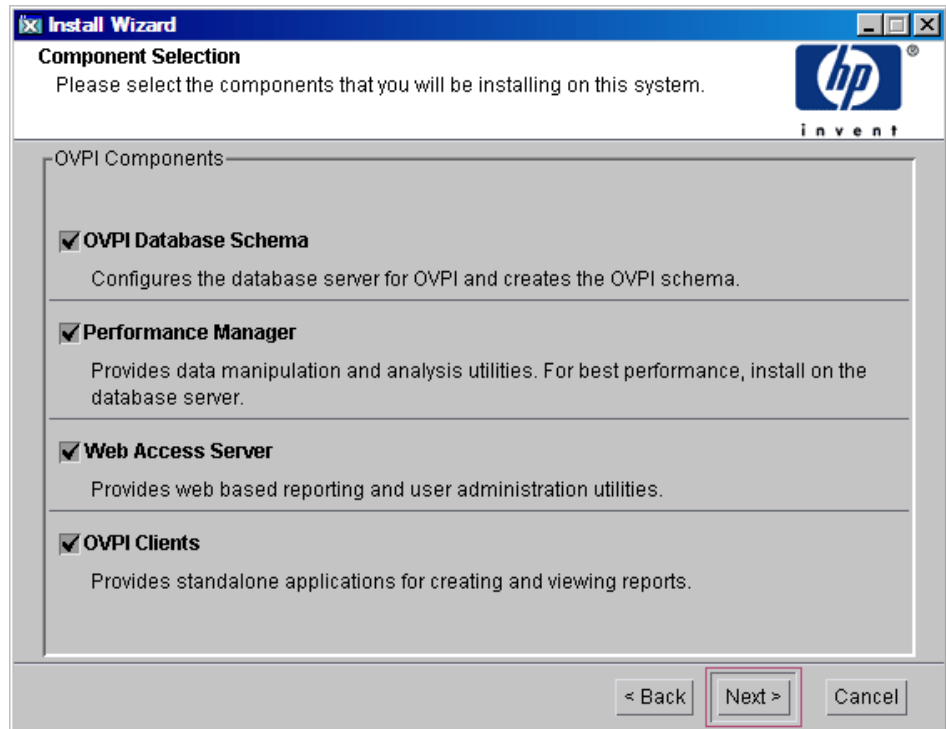 Install Wizard
Component Selection
Please select the components that you will be installing on this system.
hp
®
invent
OVPI Components
OVPI Database Schema
Configures the database server for OVPI and creates the OVPI schema.
Performance Manager
Provides data manipulation and analysis utilities. For best performance, install on the
database server.
Web Access Server
Provides web based reporting and user administration utilities.
OVPI Clients
Provides standalone applications for creating and viewing reports.
< Back
Next >
Cancel